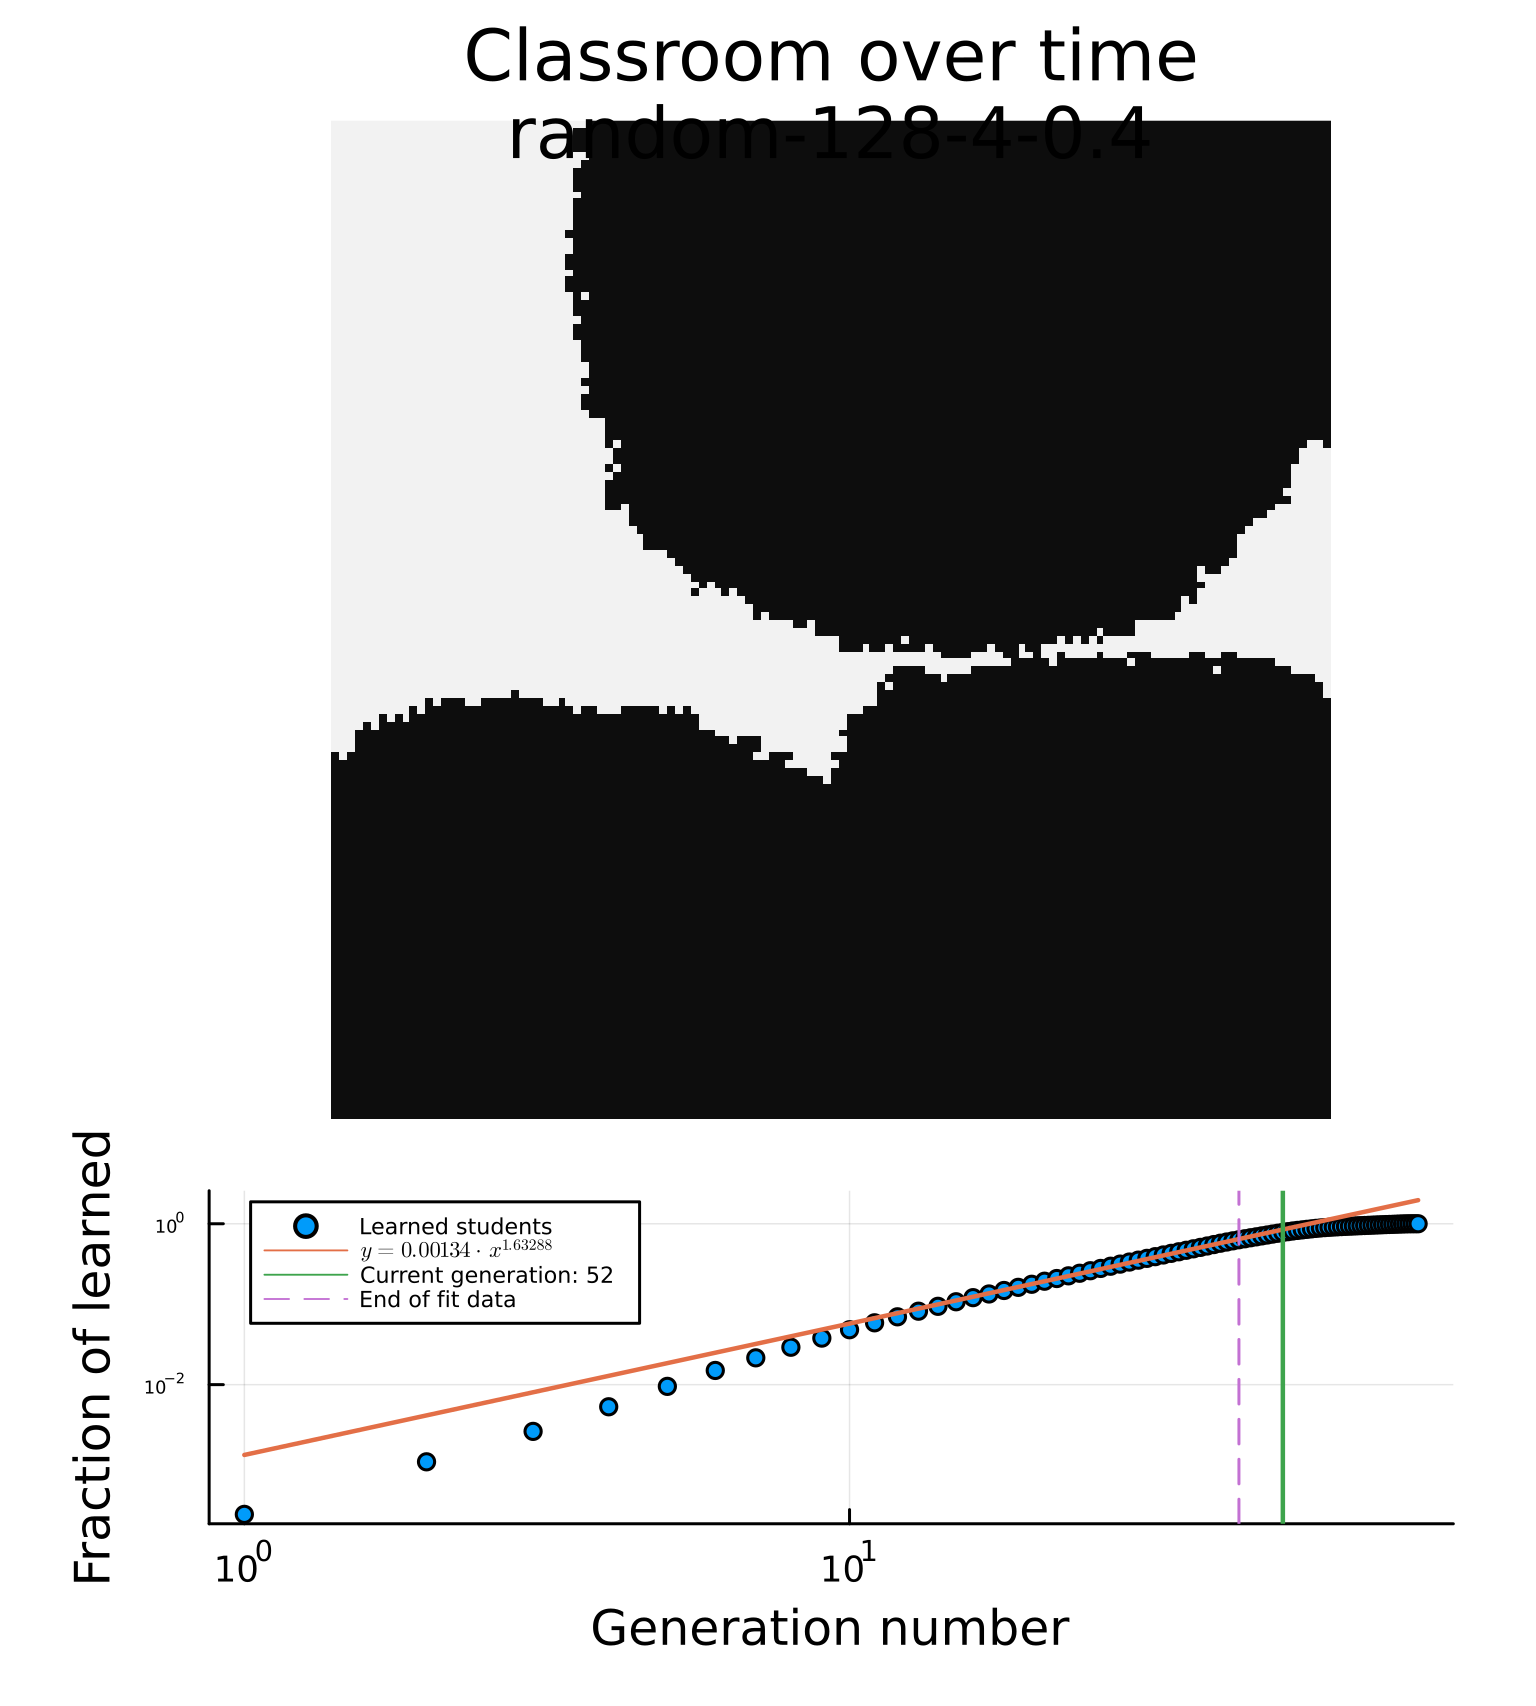 Classroom over time
random-128-4-0.4
Fraction of learned
10⁰
10⁻²
Learned students
y = 0.00134 · x^1.63288
Current generation: 52
End of fit data
10⁰
10¹
Generation number